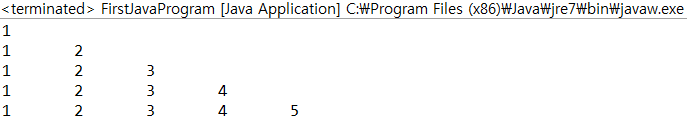 <terminated> FirstJavaProgram [Java Application] C:₩Program Files (x86)₩Java₩jre7₩bin₩javaw.exe
1
1 2
1 2 3
1 2 3 4
1 2 3 4 5